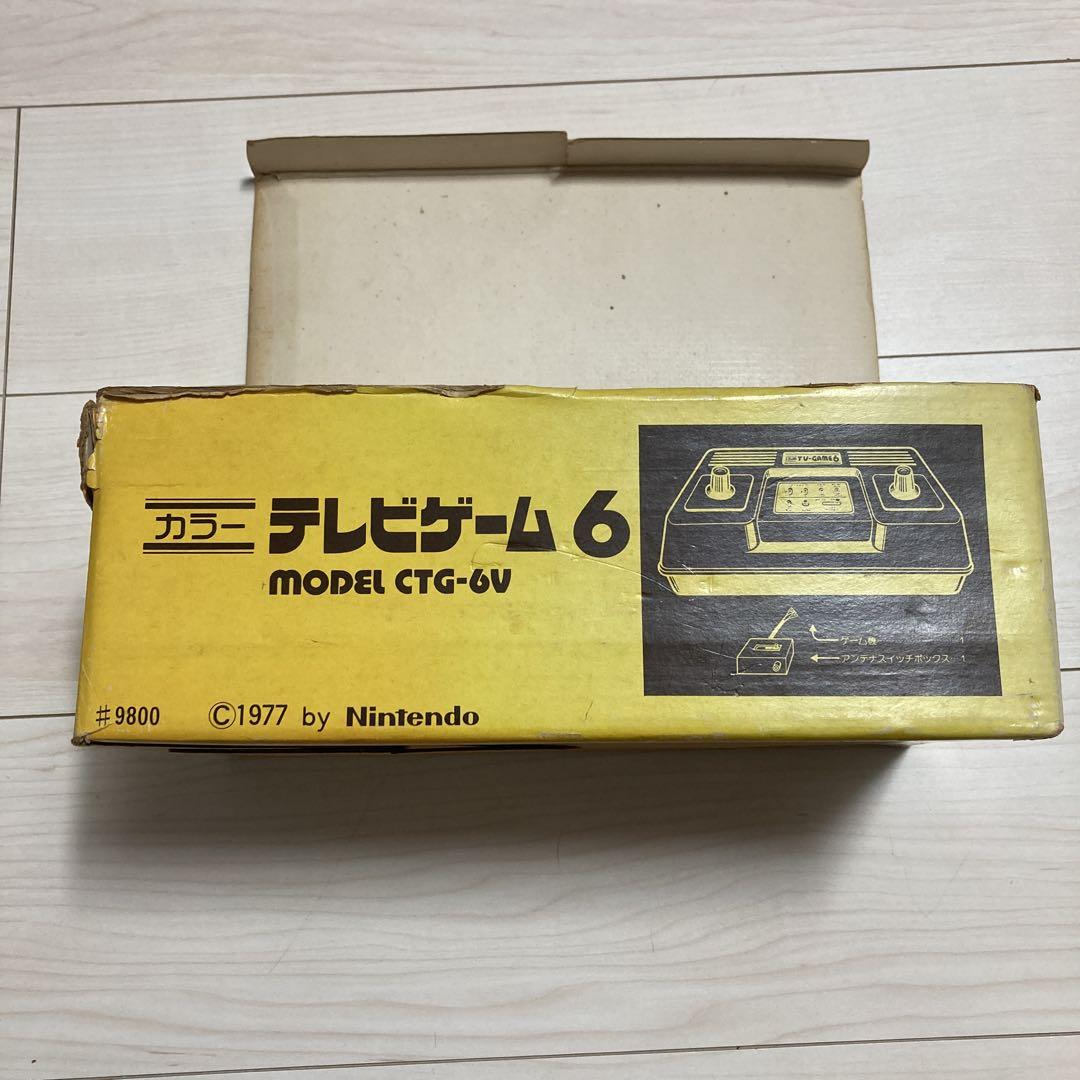 カラー テレビゲーム 6
MODEL CTG-6V
TV-GAME 6
ゲーム機 1
アンテナスイッチボックス 1
#9800 ©1977 by Nintendo